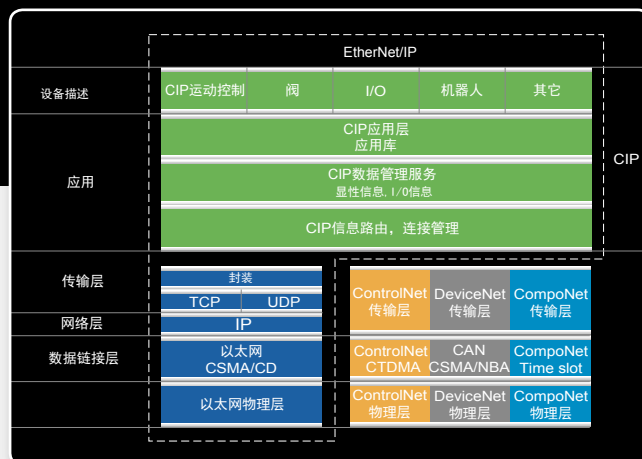 EtherNet/IP
设备描述
CIP运动控制
阀
I/O
机器人
其它
CIP
应用
CIP应用层
应用库
CIP数据管理服务
显性信息, I/O信息
CIP信息路由，连接管理
传输层
封装
TCP
UDP
ControlNet
传输层
DeviceNet
传输层
CompoNet
传输层
网络层
IP
数据链接层
以太网
CSMA/CD
ControlNet
CTDMA
CAN
CSMA/NBA
CompoNet
Time slot
以太网物理层
ControlNet
物理层
DeviceNet
物理层
CompoNet
物理层